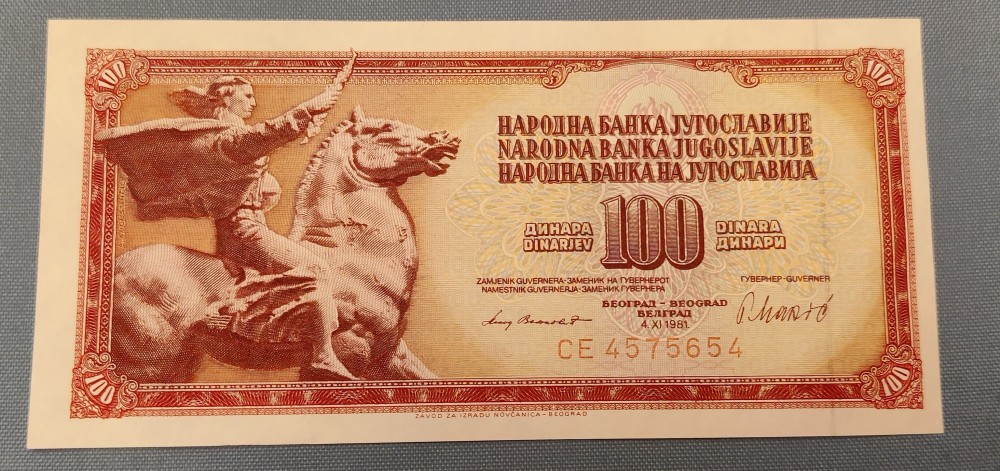 100
100
НАРОДНА БАНКА ЈУГОСЛАВИЈЕ
NARODNA BANKA JUGOSLAVIJE
НАРОДНА БАНКА НА ЈУГОСЛАВИЈА
ДИНАРА 100 DINARA
DINARJEV ДИНАРИ
ZAMJENIK GUVERNERA-ЗАМЕНИК НА ГУВЕРНЕРОТ ГУВЕРНЕР-GUVERNER
NAMESTNIK GUVERNERJA-ЗАМЕНИК ГУВЕРНЕРА
БЕОГРАД - BEOGRAD
БЕЛГРАД
4. XI 1981.
CE 4575654
100
100
ZAVOD ZA IZRADU NOVČANICA - BEOGRAD